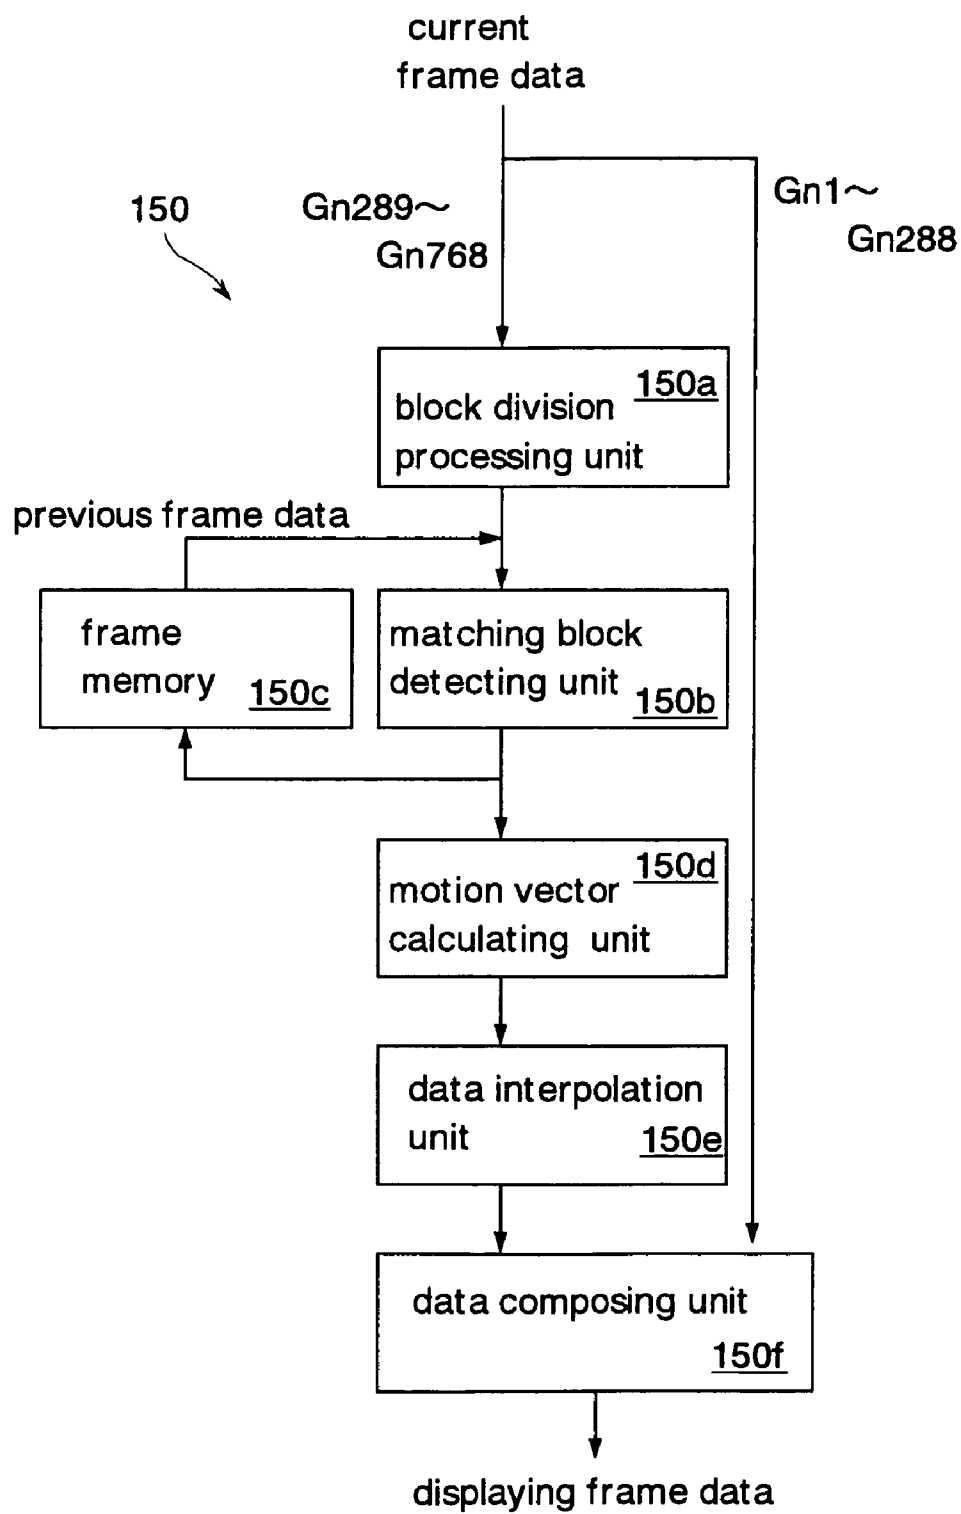 current
frame data
150
Gn289～
Gn768
Gn1～
Gn288
150a
block division
processing unit
previous frame data
frame
memory
150c
matching block
detecting unit
150b
150d
motion vector
calculating unit
data interpolation
unit
150e
data composing unit
150f
displaying frame data